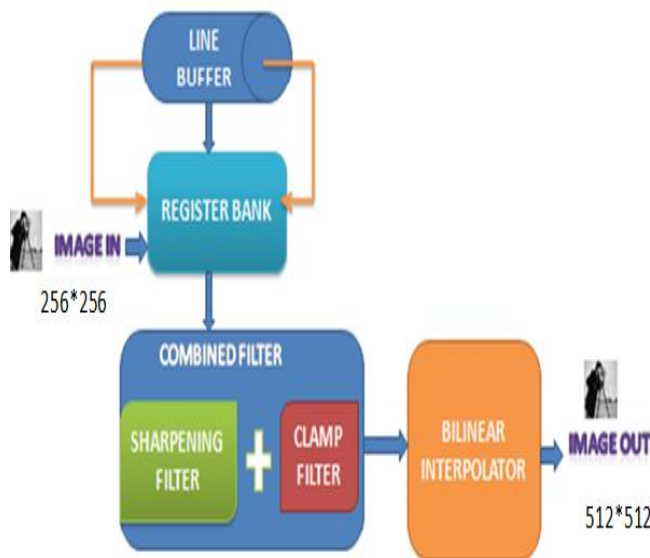 LINE
BUFFER
REGISTER BANK
IMAGE IN
256*256
COMBINED FILTER
SHARPENING
FILTER
CLAMP
FILTER
BILINEAR
INTERPOLATOR
IMAGE OUT
512*512